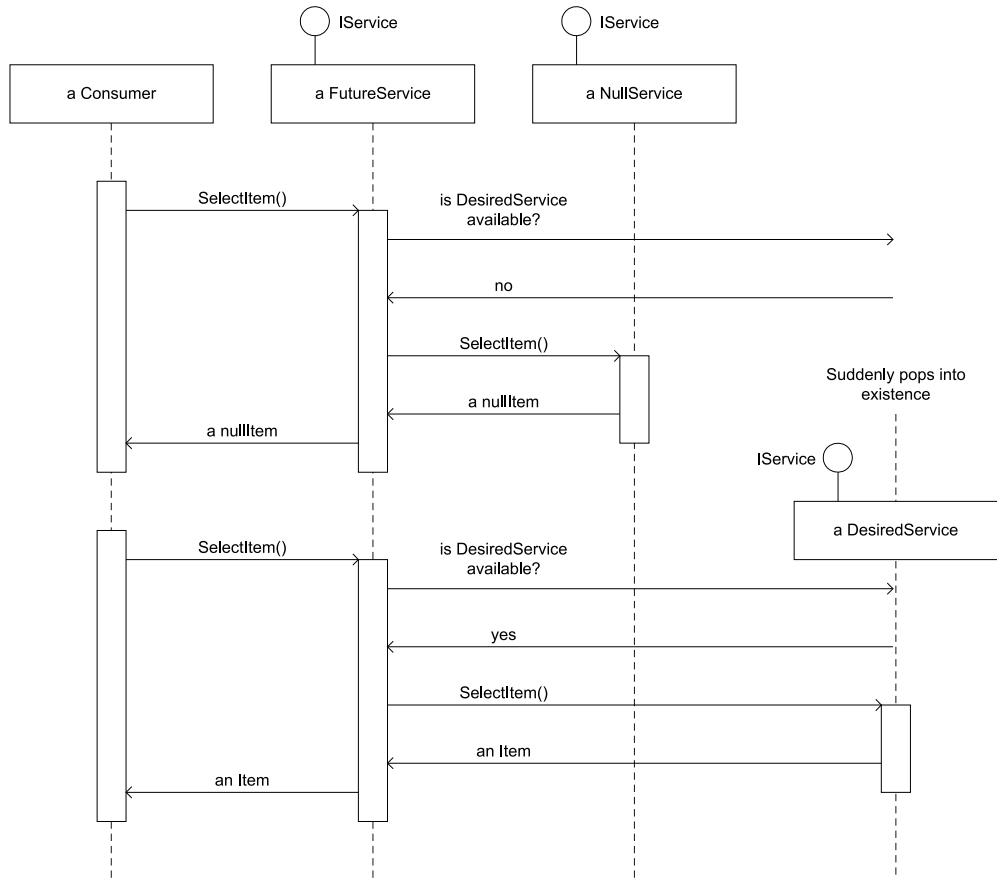 IService
IService
a Consumer
a FutureService
a NullService
SelectItem()
is DesiredService
available?
no
SelectItem()
Suddenly pops into
existence
a nullItem
a nullItem
IService
a DesiredService
SelectItem()
is DesiredService
available?
yes
SelectItem()
an Item
an Item